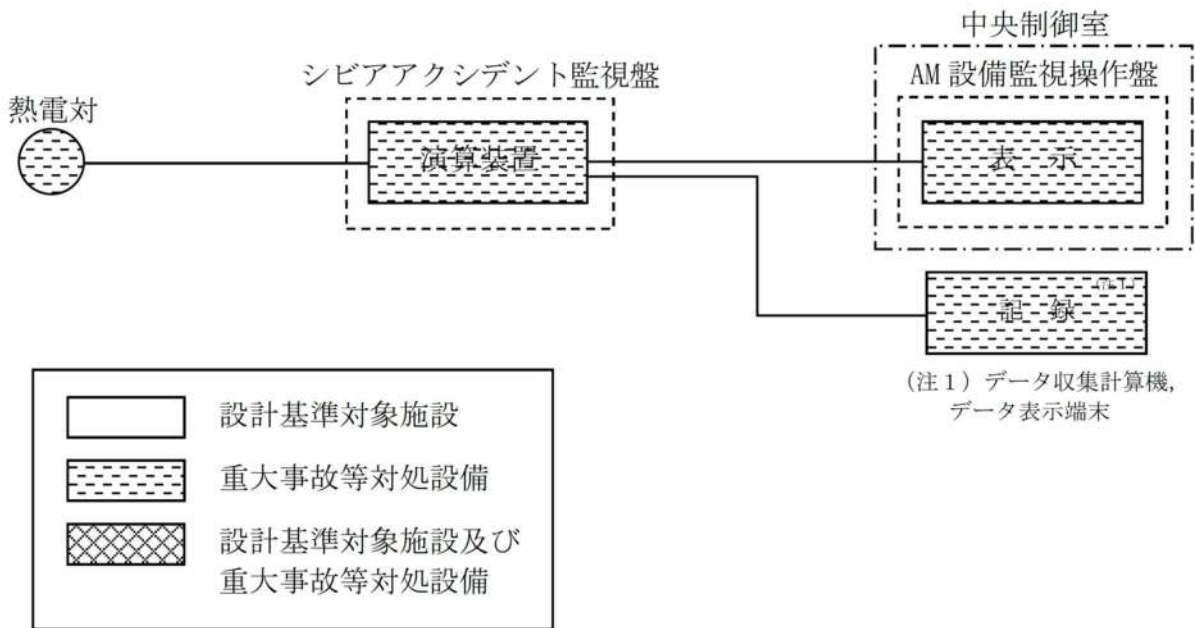 中央制御室
シビアアクシデント監視盤
AM 設備監視操作盤
熱電対
演算装置
表 示
(注1)
記 録
(注１) データ収集計算機,
データ表示端末
設計基準対象施設
重大事故等対処設備
設計基準対象施設及び
重大事故等対処設備